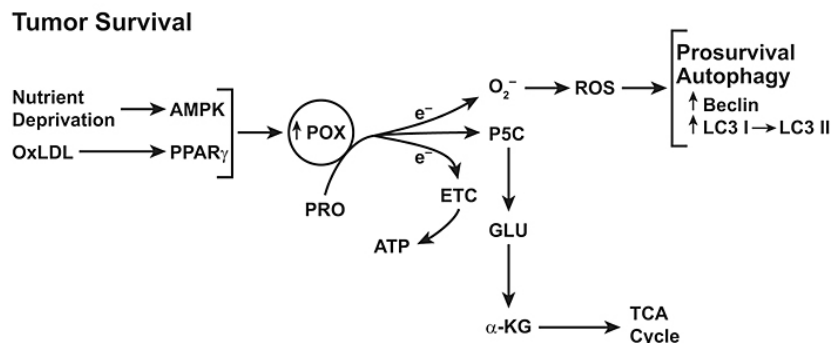 Tumor Survival
Nutrient
Deprivation
AMPK
OxLDL
PPARγ
↑ POX
PRO
e⁻
e⁻
O₂⁻
ROS
P5C
ETC
ATP
GLU
α-KG
TCA
Cycle
Prosurvival
Autophagy
↑ Beclin
↑ LC3 I → LC3 II